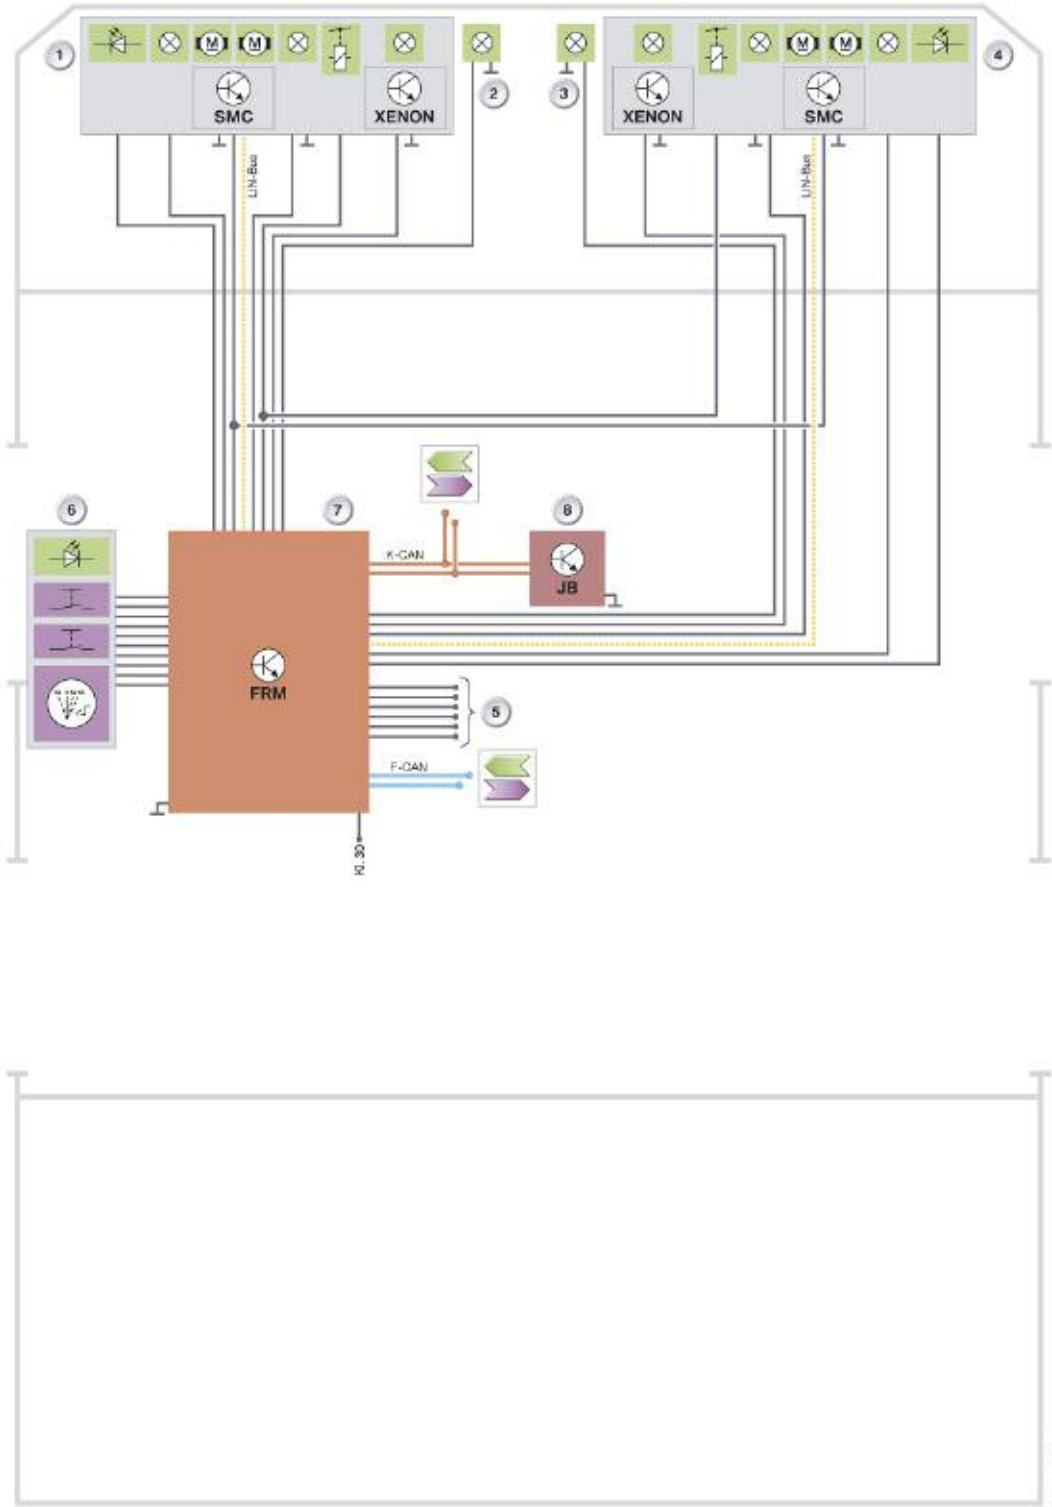 1
M
M
SMC
XENON
2
3
XENON
M
M
SMC
4
LIN-Bus
LIN-Bus
6
7
8
K-CAN
JB
FRM
5
F-CAN
Kl. 30